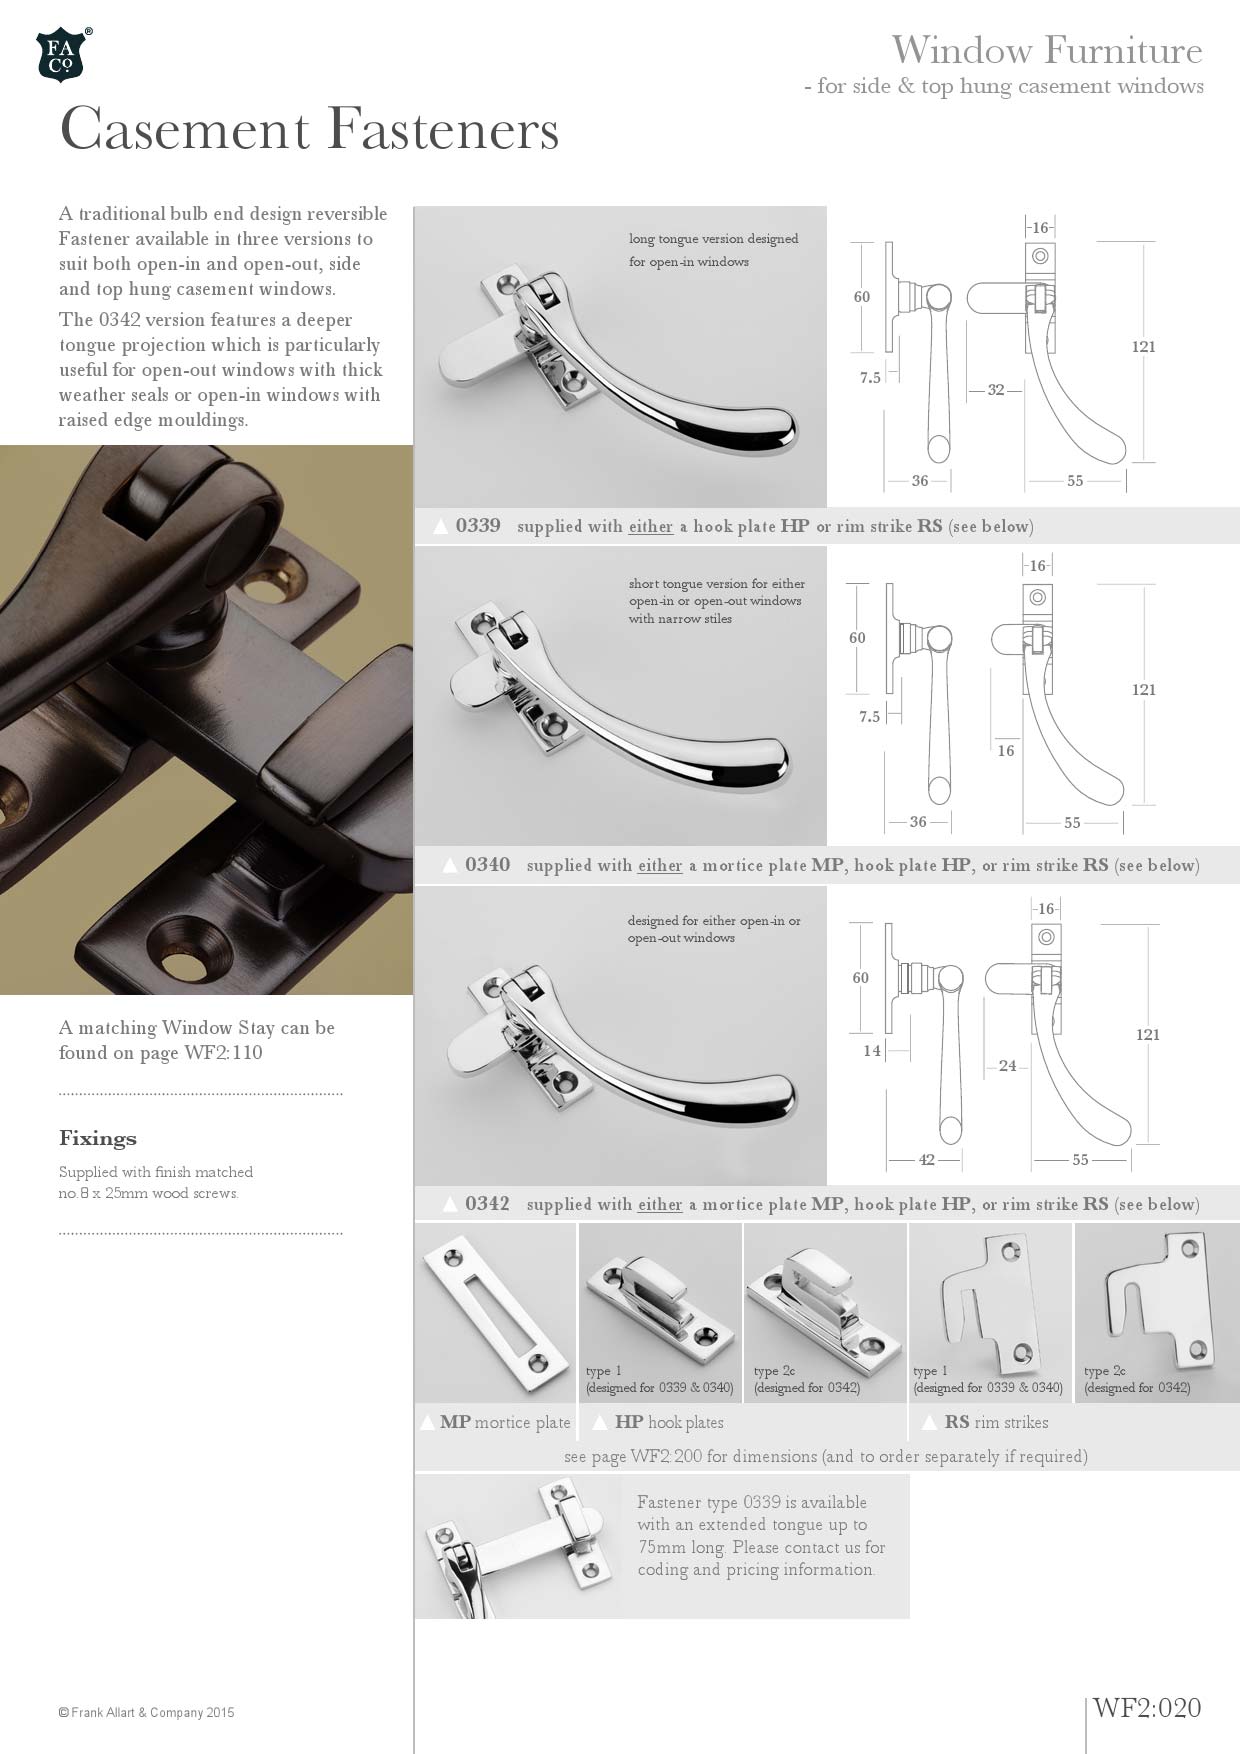 FA
Co.
®
Window Furniture
- for side & top hung casement windows
Casement Fasteners
A traditional bulb end design reversible
Fastener available in three versions to
suit both open-in and open-out, side
and top hung casement windows.
The 0342 version features a deeper
tongue projection which is particularly
useful for open-out windows with thick
weather seals or open-in windows with
raised edge mouldings.
A matching Window Stay can be
found on page WF2:110
Fixings
Supplied with finish matched
no.8 x 25mm wood screws.
long tongue version designed
for open-in windows
16
60
121
7.5
32
36
55
0339 supplied with either a hook plate HP or rim strike RS (see below)
short tongue version for either
open-in or open-out windows
with narrow stiles
16
60
121
7.5
16
36
55
0340 supplied with either a mortice plate MP, hook plate HP, or rim strike RS (see below)
designed for either open-in or
open-out windows
16
60
121
14
24
42
55
0342 supplied with either a mortice plate MP, hook plate HP, or rim strike RS (see below)
type 1
(designed for 0339 & 0340)
type 2c
(designed for 0342)
type 1
(designed for 0339 & 0340)
type 2c
(designed for 0342)
MP mortice plate
HP hook plates
RS rim strikes
see page WF2:200 for dimensions (and to order separately if required)
Fastener type 0339 is available
with an extended tongue up to
75mm long. Please contact us for
coding and pricing information.
© Frank Allart & Company 2015
WF2:020